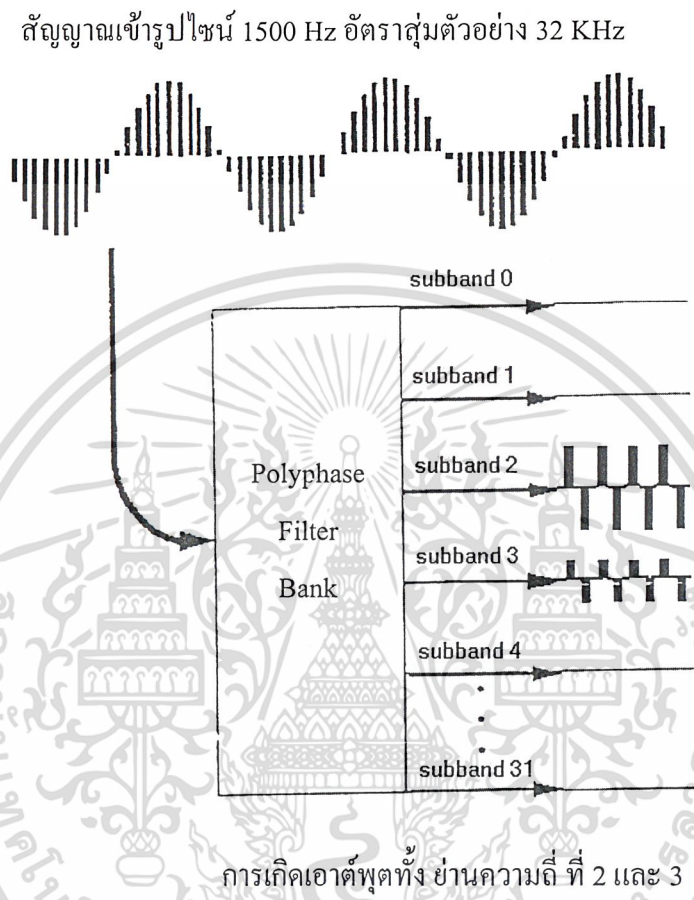 สัญญาณเข้ารูปไซน์ 1500 Hz อัตราสุ่มตัวอย่าง 32 KHz
subband 0
subband 1
subband 2
Polyphase
Filter
subband 3
Bank
subband 4
subband 31
การเกิดเอาต์พุตทั้ง ย่านความถี่ ที่ 2 และ 3